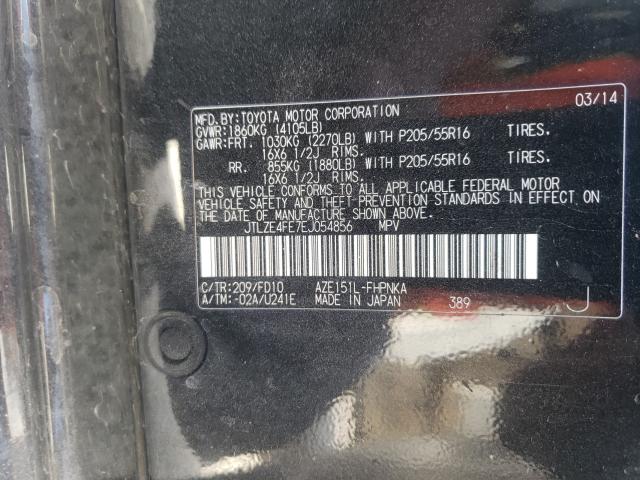 MFD. BY: TOYOTA MOTOR CORPORATION 03/14
GVWR: 1860KG (4105LB)
GAWR: FRT. 1030KG (2270LB) WITH P205/55R16 TIRES.
16X6 1/2J RIMS.
RR. 855KG (1880LB) WITH P205/55R16 TIRES.
16X6 1/2J RIMS.
THIS VEHICLE CONFORMS TO ALL APPLICABLE FEDERAL MOTOR
VEHICLE SAFETY AND THEFT PREVENTION STANDARDS IN EFFECT ON
THE DATE OF MANUFACTURE SHOWN ABOVE.
JTLZE4FE7EJ054856 MPV
C/TR: 209/FD10 AZE151L-FHPNKA
A/TM: -02A/U241E MADE IN JAPAN 389 J